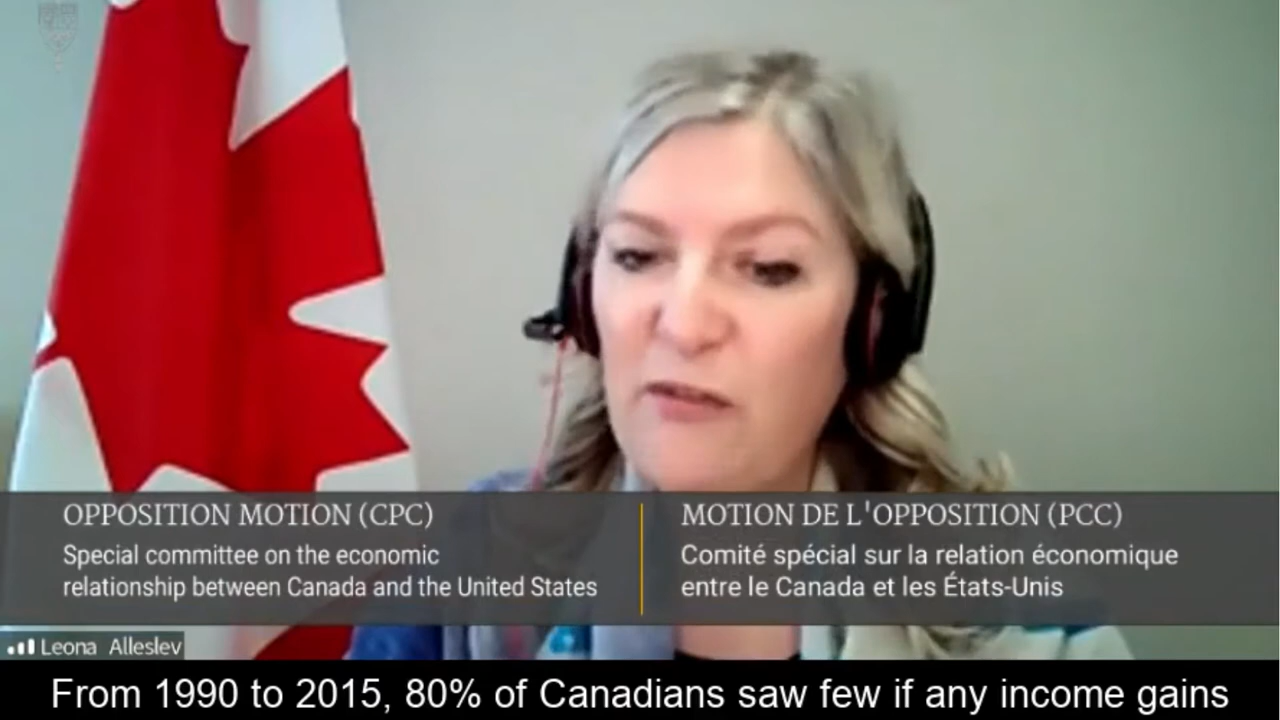 OPPOSITION MOTION (CPC)
Special committee on the economic
relationship between Canada and the United States
MOTION DE L'OPPOSITION (PCC)
Comité spécial sur la relation économique
entre le Canada et les États-Unis
Leona Alleslev
From 1990 to 2015, 80% of Canadians saw few if any income gains